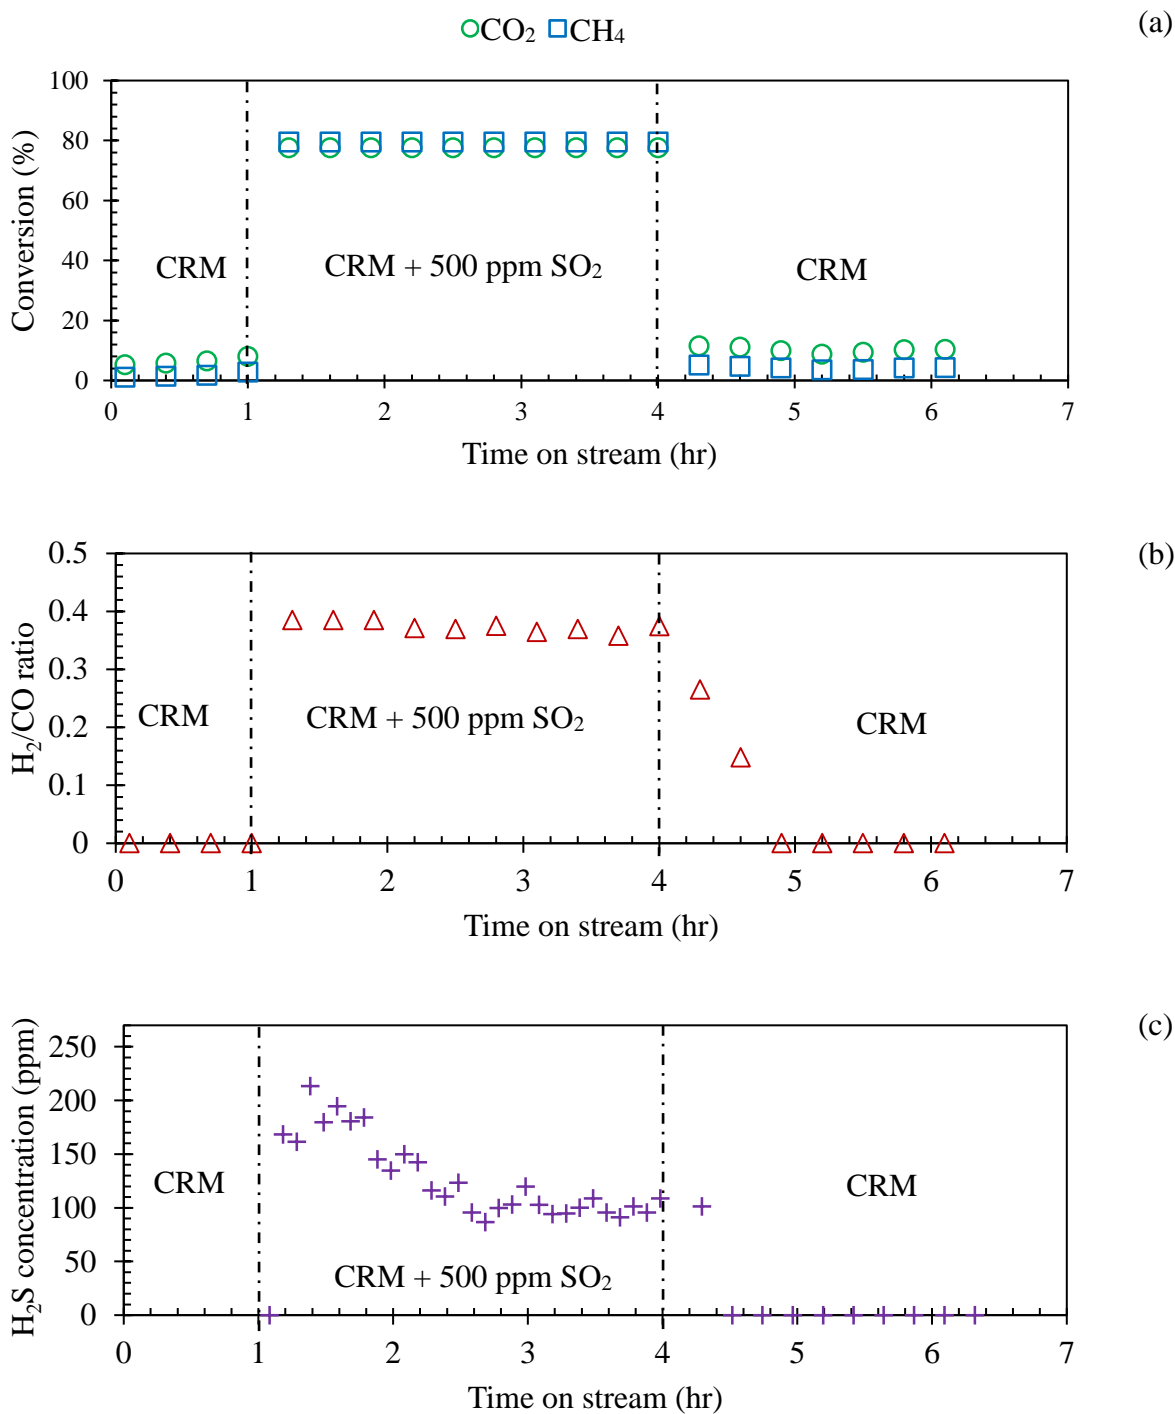 CO₂ CH₄
(a)
Conversion (%)
100
80
60
40
20
0
CRM
CRM + 500 ppm SO₂
CRM
0 1 2 3 4 5 6 7
Time on stream (hr)
(b)
H₂/CO ratio
0.5
0.4
0.3
0.2
0.1
0
CRM
CRM + 500 ppm SO₂
CRM
0 1 2 3 4 5 6 7
Time on stream (hr)
(c)
H₂S concentration (ppm)
250
200
150
100
50
0
CRM
CRM + 500 ppm SO₂
CRM
0 1 2 3 4 5 6 7
Time on stream (hr)